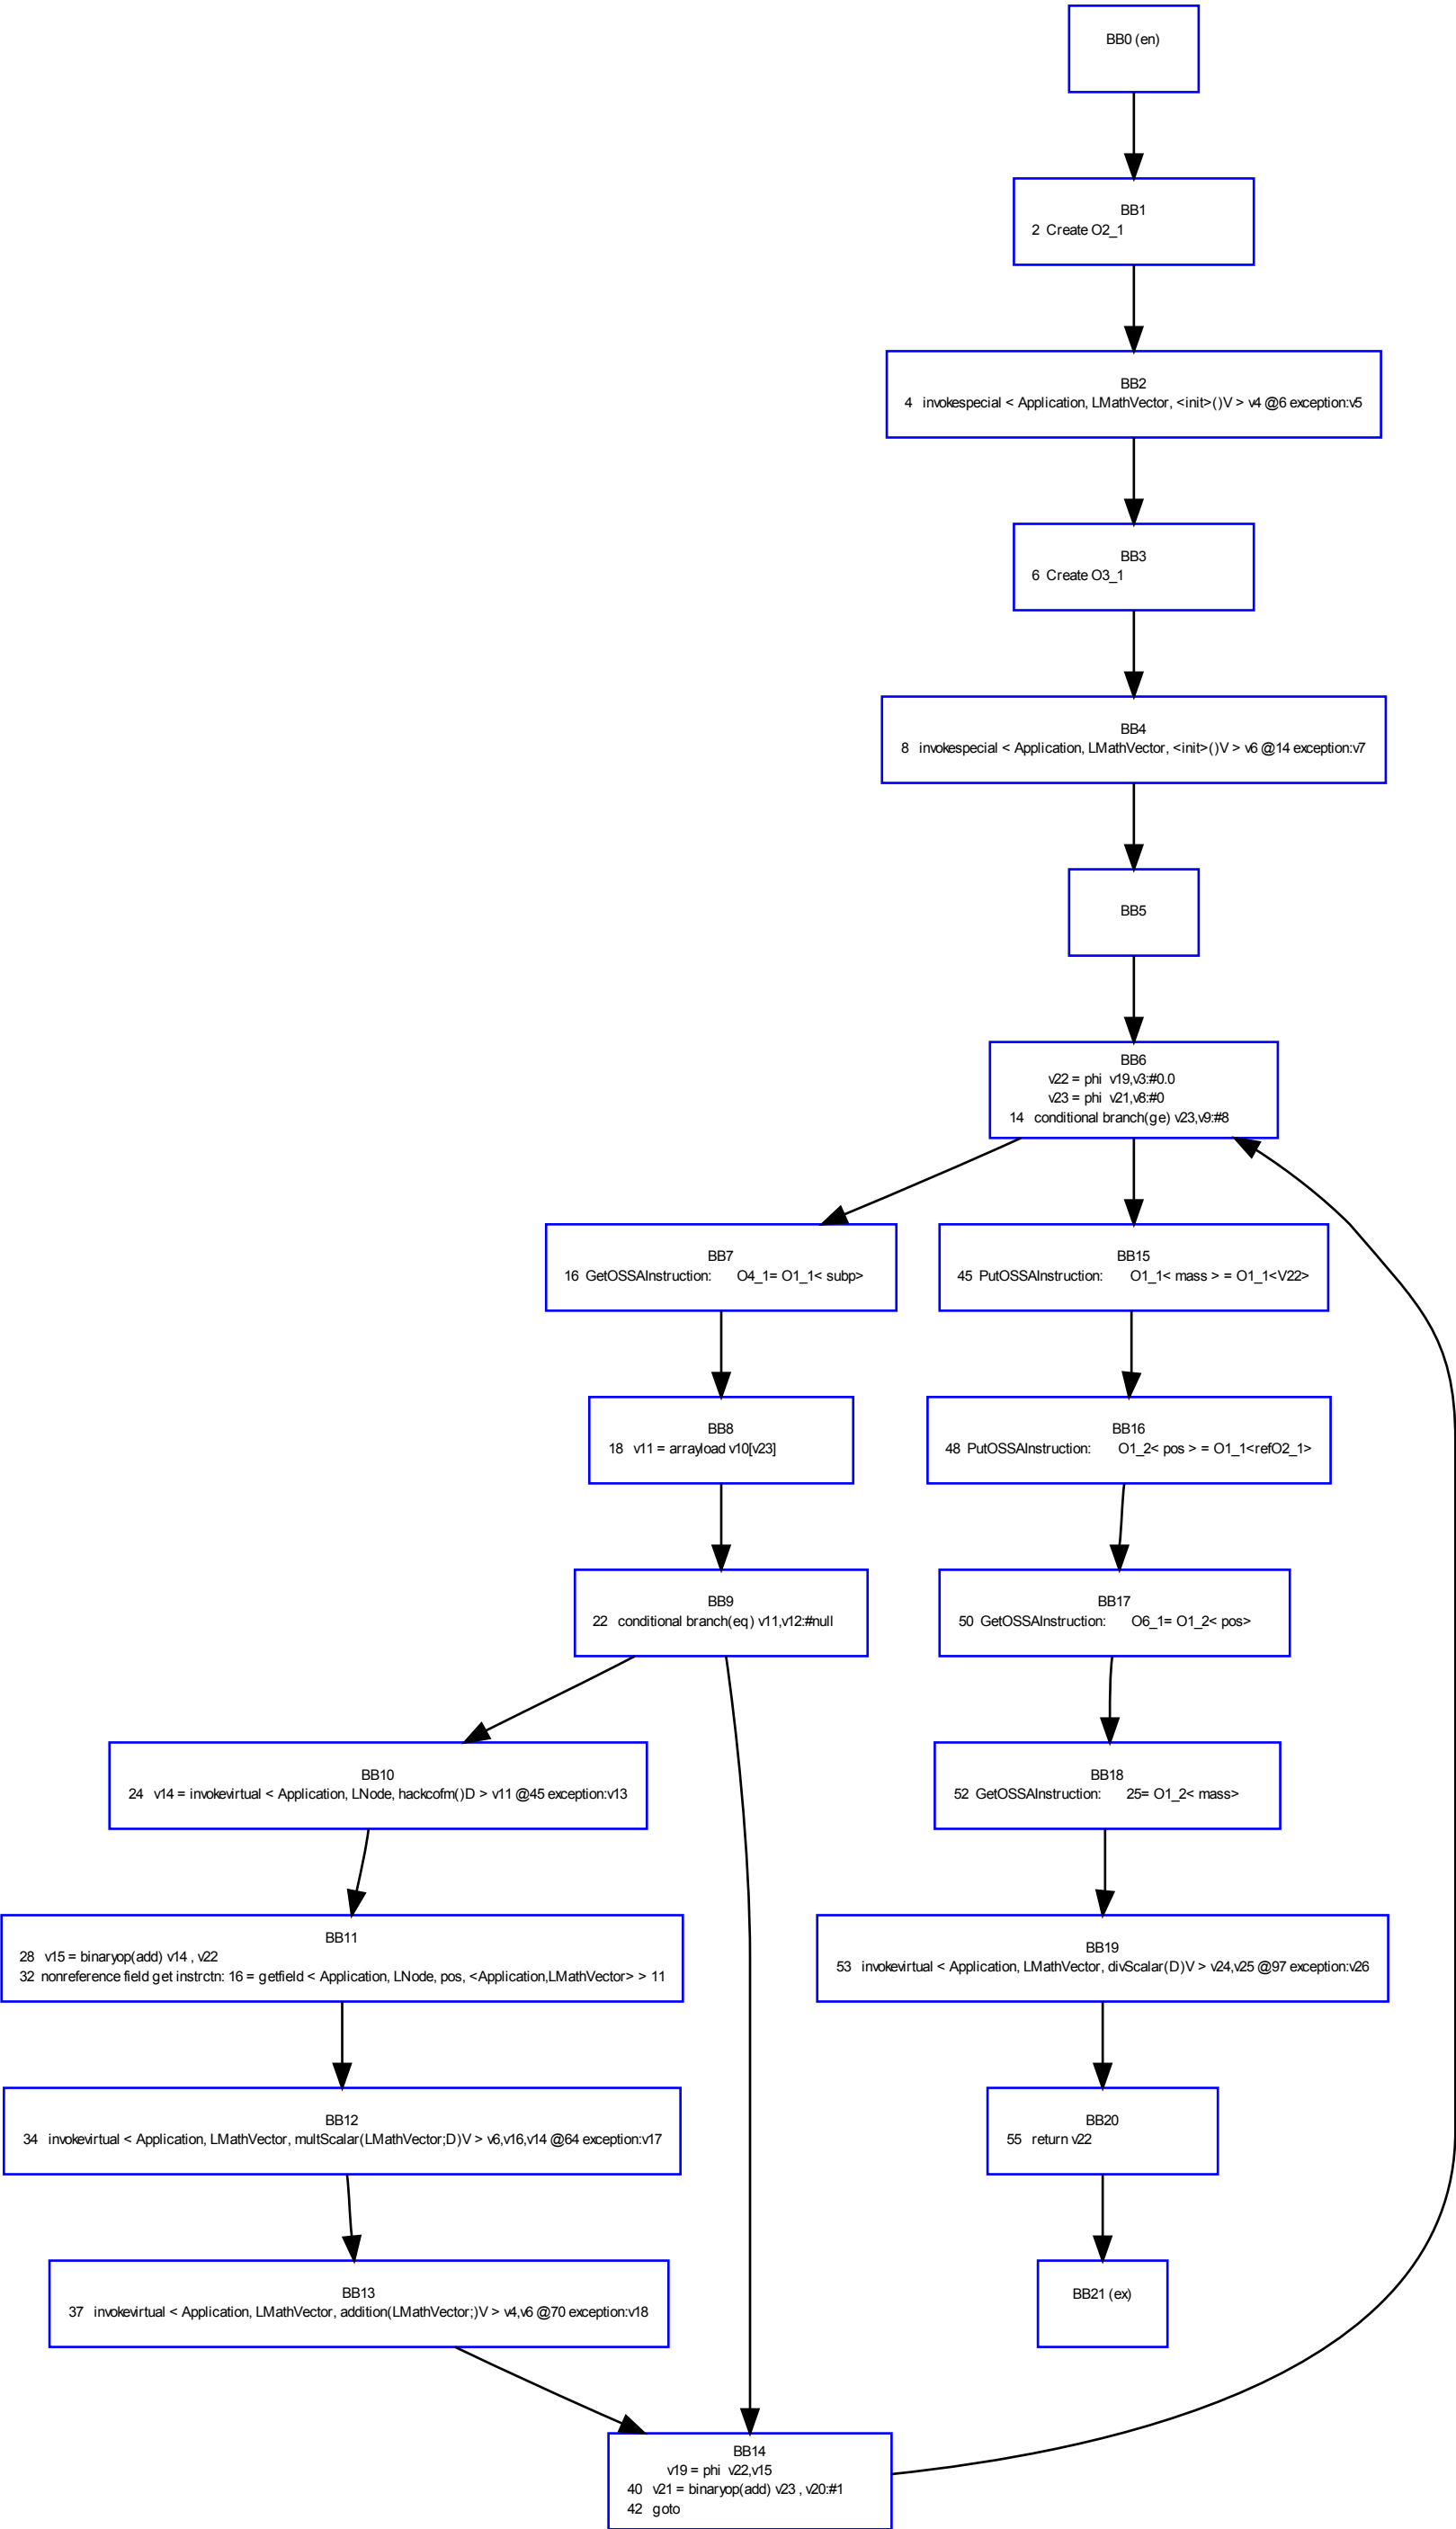 BB0 (en)
BB1
2 Create O2_1
BB2
4 invokespecial < Application, LMathVector, <init>()V > v4 @6 exception:v5
BB3
6 Create O3_1
BB4
8 invokespecial < Application, LMathVector, <init>()V > v6 @14 exception:v7
BB5
BB6
v22 = phi v19,v3:#0.0
v23 = phi v21,v8:#0
14 conditional branch(ge) v23,v9:#8
BB7
16 GetOSSAInstruction: O4_1= O1_1< subp>
BB15
45 PutOSSAInstruction: O1_1< mass > = O1_1<V22>
BB8
18 v11 = arrayload v10[v23]
BB16
48 PutOSSAInstruction: O1_2< pos > = O1_1<refO2_1>
BB9
22 conditional branch(eq) v11,v12:#null
BB17
50 GetOSSAInstruction: O6_1= O1_2< pos>
BB10
24 v14 = invokevirtual < Application, LNode, hackcofm()D > v11 @45 exception:v13
BB18
52 GetOSSAInstruction: 25= O1_2< mass>
BB11
28 v15 = binaryop(add) v14 , v22
32 nonreference field get instrctn: 16 = getfield < Application, LNode, pos, <Application,LMathVector> > 11
BB19
53 invokevirtual < Application, LMathVector, divScalar(D)V > v24,v25 @97 exception:v26
BB12
34 invokevirtual < Application, LMathVector, multScalar(LMathVector;D)V > v6,v16,v14 @64 exception:v17
BB20
55 return v22
BB13
37 invokevirtual < Application, LMathVector, addition(LMathVector;)V > v4,v6 @70 exception:v18
BB21 (ex)
BB14
v19 = phi v22,v15
40 v21 = binaryop(add) v23 , v20:#1
42 goto